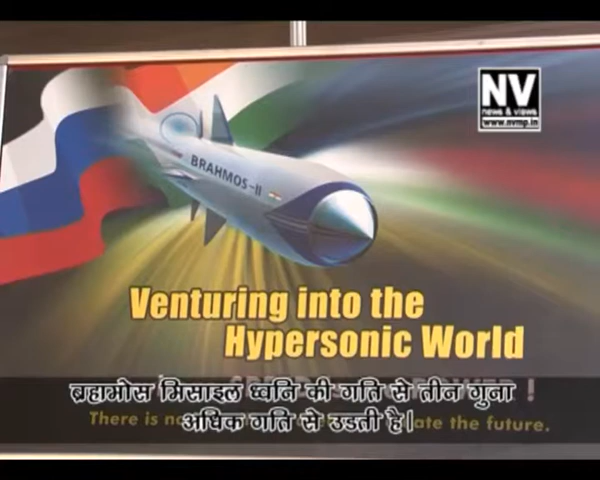 NV
news & views
www.nvmp.in
BRAHMOS-II
Venturing into the
Hypersonic World
!
ब्रहामोस मिसाइल ध्वनि की गति से तीन गुना
अधिक गति से उडती है।
There is no
ate the future.